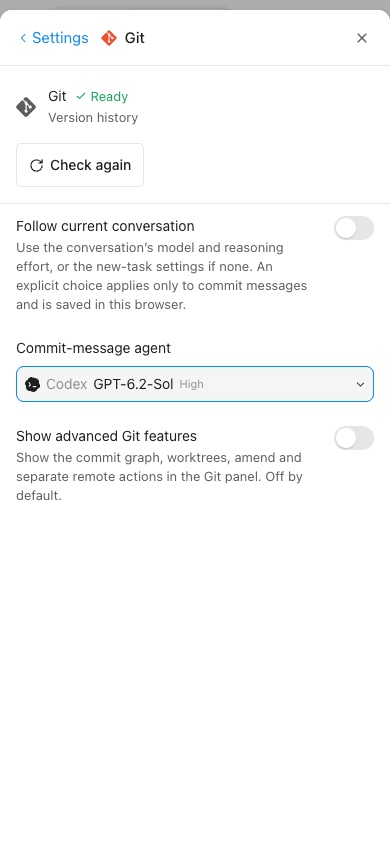 Settings Git
Git Ready
Version history
Check again
Follow current conversation
Use the conversation's model and reasoning
effort, or the new-task settings if none. An
explicit choice applies only to commit messages
and is saved in this browser.
Commit-message agent
Codex GPT-6.2-Sol High
Show advanced Git features
Show the commit graph, worktrees, amend and
separate remote actions in the Git panel. Off by
default.